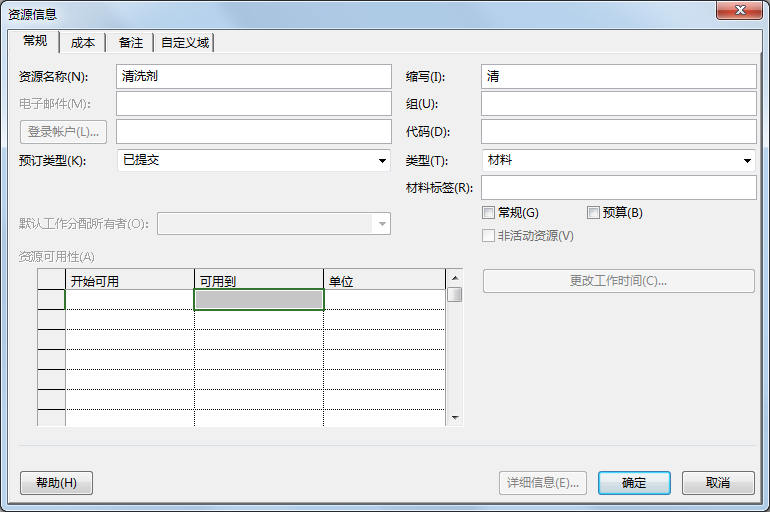 资源信息
常规 成本 备注 自定义域
资源名称(N): 清洗剂 缩写(I): 清
电子邮件(M): 组(U):
登录帐户(L)... 代码(D):
预订类型(K): 已提交 类型(T): 材料
材料标签(R):
默认工作分配所有者(O): 常规(G) 预算(B)
非活动资源(V)
资源可用性(A)
开始可用 可用到 单位 更改工作时间(C)...
帮助(H) 详细信息(E)... 确定 取消